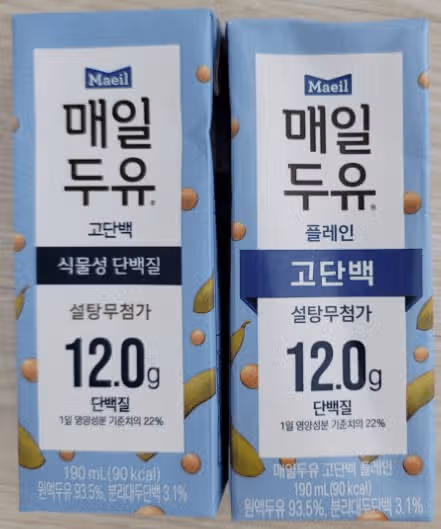 Maeil
매일
두유
고단백
식물성 단백질
설탕무첨가
12.0g
단백질
1일 영양성분 기준치의 22%
190 mL(90 kcal)
원액두유 93.5%, 분리대두단백 3.1%
Maeil
매일
두유
플레인
고단백
설탕무첨가
12.0g
단백질
1일 영양성분 기준치의 22%
매일두유 고단백 플레인
190 mL(90 kcal)
원액두유 93.5%, 분리대두단백 3.1%